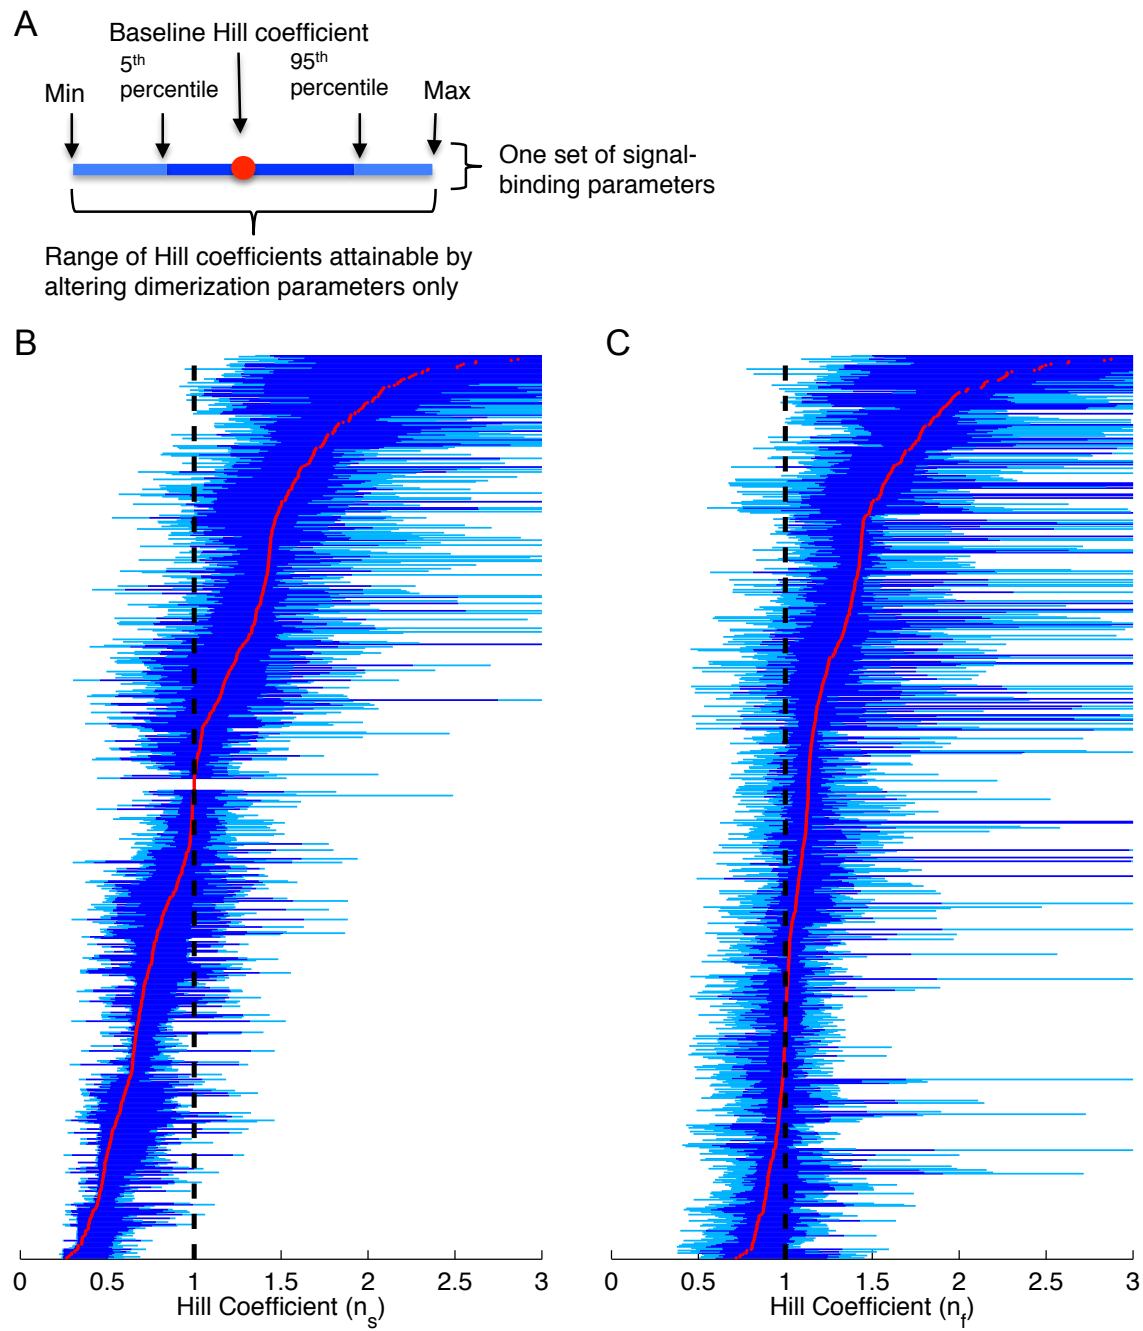 A
Baseline Hill coefficient
5th percentile
95th percentile
Min
Max
One set of signal-
binding parameters
Range of Hill coefficients attainable by
altering dimerization parameters only
B
C
0 0.5 1 1.5 2 2.5 3
Hill Coefficient (n_s)
0 0.5 1 1.5 2 2.5 3
Hill Coefficient (n_f)